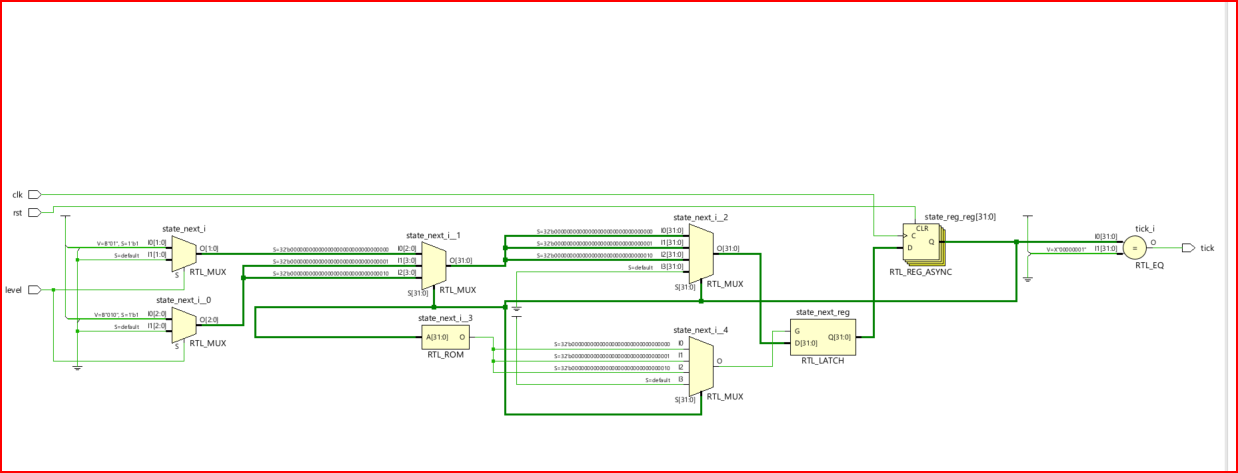 clk
rst
level
state_next_i
V=B"01", S=1'b1
I0[1:0]
S=default
I1[1:0]
O[1:0]
S
RTL_MUX
state_next_i__0
V=B"010", S=1'b1
I0[2:0]
S=default
I1[2:0]
O[2:0]
S
RTL_MUX
state_next_i__1
S=32'b00000000000000000000000000000000
I0[2:0]
S=32'b00000000000000000000000000000001
I1[3:0]
S=32'b00000000000000000000000000000010
I2[3:0]
O[31:0]
S[31:0]
RTL_MUX
state_next_i__3
A[31:0]
O
RTL_ROM
state_next_i__2
S=32'b00000000000000000000000000000000
I0[31:0]
S=32'b00000000000000000000000000000001
I1[31:0]
S=32'b00000000000000000000000000000010
I2[31:0]
S=default
I3[31:0]
O[31:0]
S[31:0]
RTL_MUX
state_next_i__4
S=32'b00000000000000000000000000000000
I0
S=32'b00000000000000000000000000000001
I1
S=32'b00000000000000000000000000000010
I2
S=default
I3
O
S[31:0]
RTL_MUX
state_next_reg
G
D[31:0]
Q[31:0]
RTL_LATCH
state_reg_reg[31:0]
CLR
C
D
Q
RTL_REG_ASYNC
tick_i
I0[31:0]
V=X"00000001"
I1[31:0]
=
O
RTL_EQ
tick